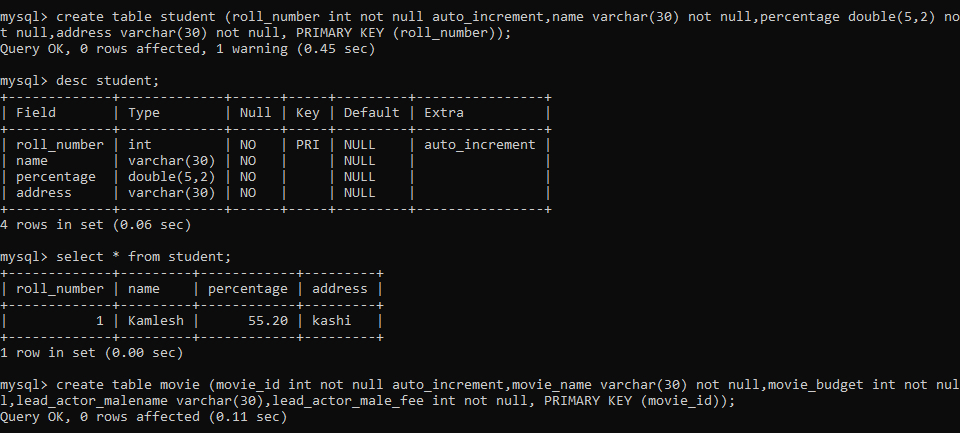 mysql> create table student (roll_number int not null auto_increment,name varchar(30) not null,percentage double(5,2) no
t null,address varchar(30) not null, PRIMARY KEY (roll_number));
Query OK, 0 rows affected, 1 warning (0.45 sec)

mysql> desc student;
+-------------+-------------+------+-----+---------+----------------+
| Field       | Type        | Null | Key | Default | Extra          |
+-------------+-------------+------+-----+---------+----------------+
| roll_number | int         | NO   | PRI | NULL    | auto_increment |
| name        | varchar(30) | NO   |     | NULL    |                |
| percentage  | double(5,2) | NO   |     | NULL    |                |
| address     | varchar(30) | NO   |     | NULL    |                |
+-------------+-------------+------+-----+---------+----------------+
4 rows in set (0.06 sec)

mysql> select * from student;
+-------------+---------+------------+---------+
| roll_number | name    | percentage | address |
+-------------+---------+------------+---------+
|           1 | Kamlesh |      55.20 | kashi   |
+-------------+---------+------------+---------+
1 row in set (0.00 sec)

mysql> create table movie (movie_id int not null auto_increment,movie_name varchar(30) not null,movie_budget int not nul
l,lead_actor_malename varchar(30),lead_actor_male_fee int not null, PRIMARY KEY (movie_id));
Query OK, 0 rows affected (0.11 sec)